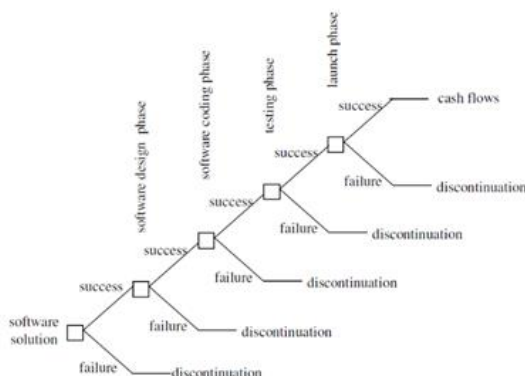 software design phase
software coding phase
testing phase
launch phase
success
cash flows
success
failure
discontinuation
success
failure
discontinuation
success
failure
discontinuation
success
failure
discontinuation
software
solution
failure
discontinuation